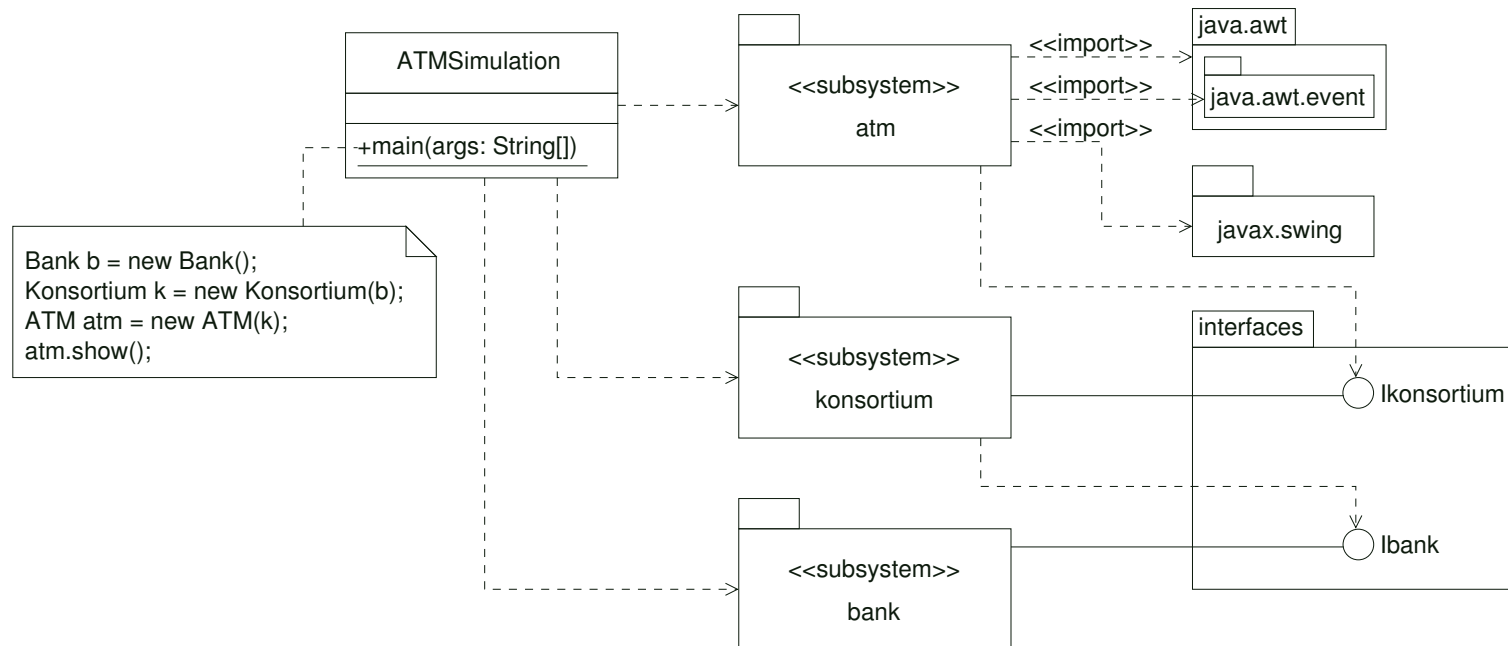 ATMSimulation
+main(args: String[])
Bank b = new Bank();
Konsortium k = new Konsortium(b);
ATM atm = new ATM(k);
atm.show();
<<subsystem>>
atm
<<import>>
<<import>>
<<import>>
java.awt
java.awt.event
javax.swing
<<subsystem>>
konsortium
interfaces
Ikonsortium
Ibank
<<subsystem>>
bank